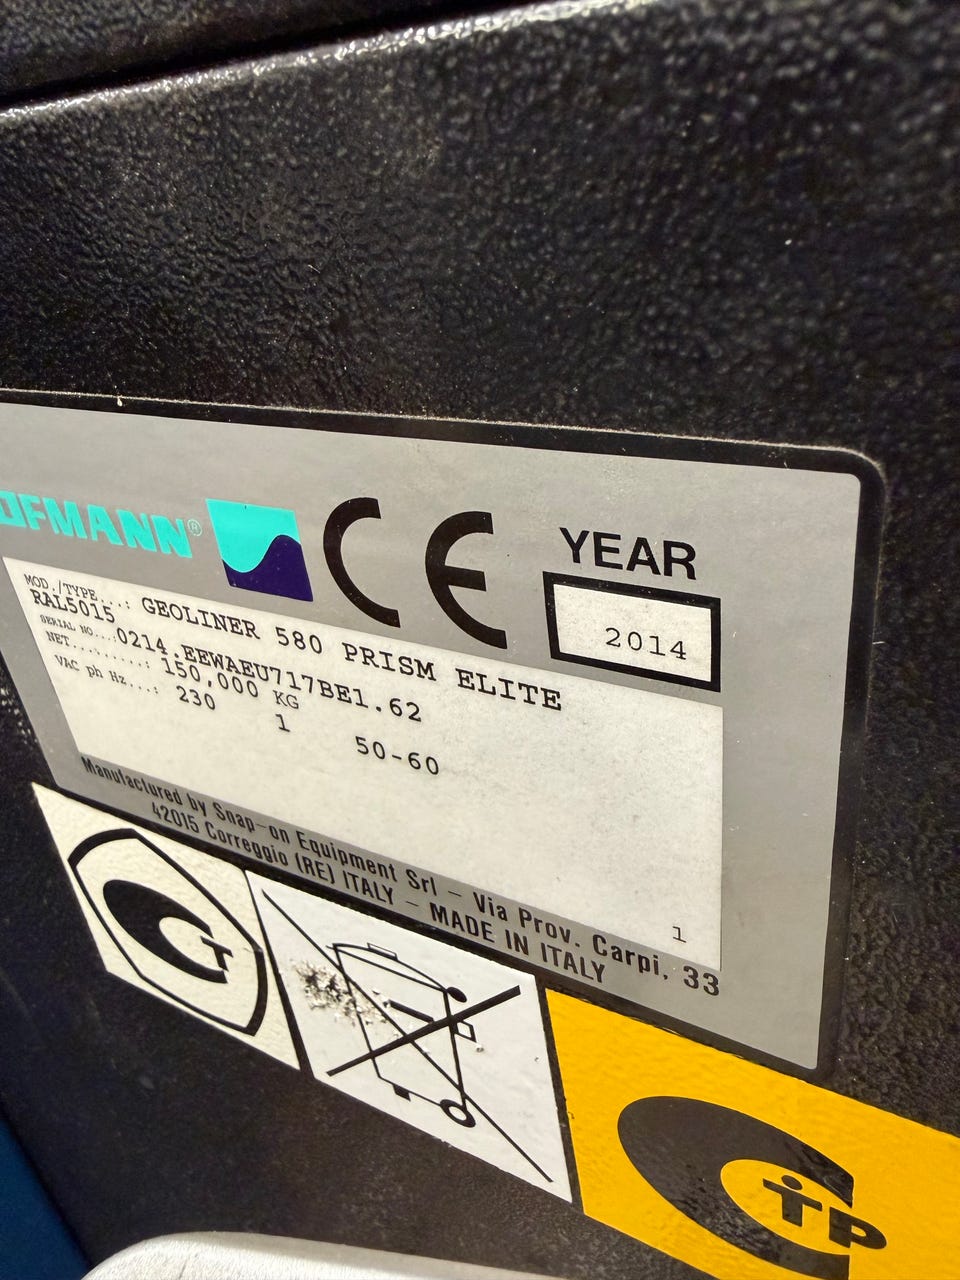 OFMANN®
CE
YEAR
2014
MOD./TYPE...: GEOLINER 580 PRISM ELITE
RAL5015
SERIAL NO...: 0214.EEWAEU717BE1.62
NET.........: 150,000 KG
VAC ph Hz...: 230 1 50-60
1
Manufactured by Snap-on Equipment Srl - Via Prov. Carpi, 33
42015 Correggio (RE) ITALY - MADE IN ITALY